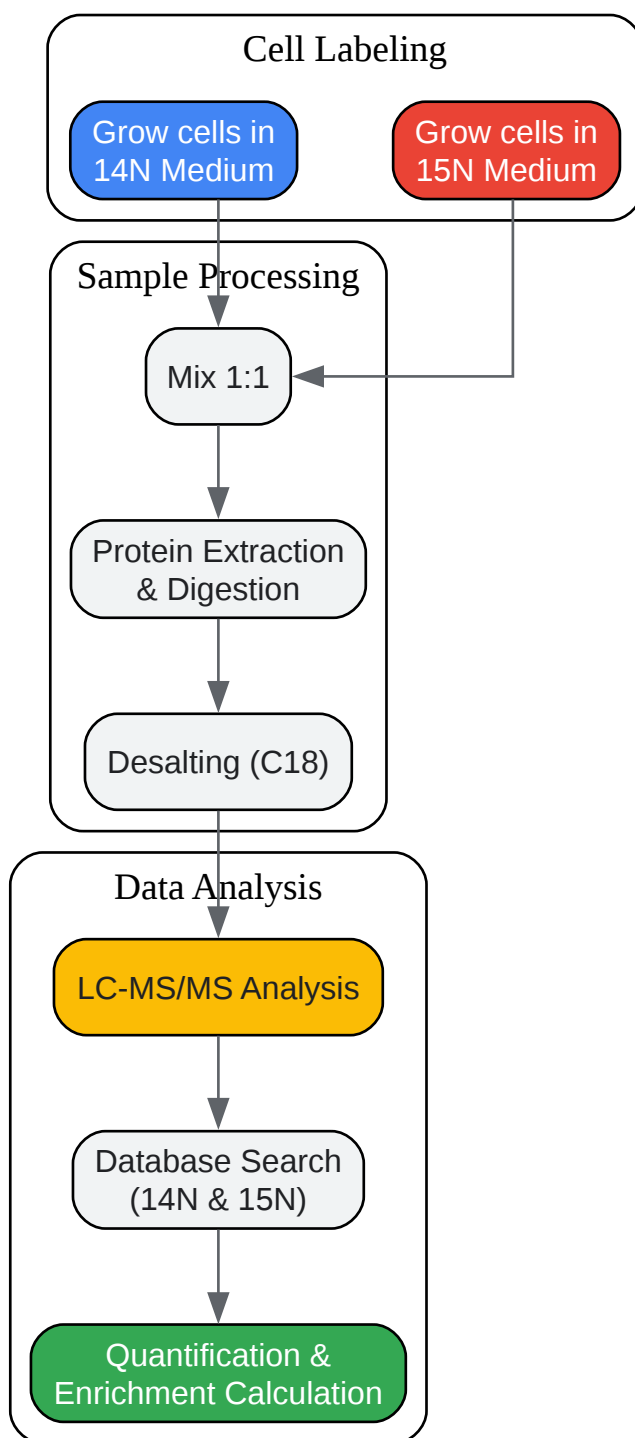 Cell Labeling
Grow cells in
14N Medium
Grow cells in
15N Medium
Sample Processing
Mix 1:1
Protein Extraction
& Digestion
Desalting (C18)
Data Analysis
LC-MS/MS Analysis
Database Search
(14N & 15N)
Quantification &
Enrichment Calculation